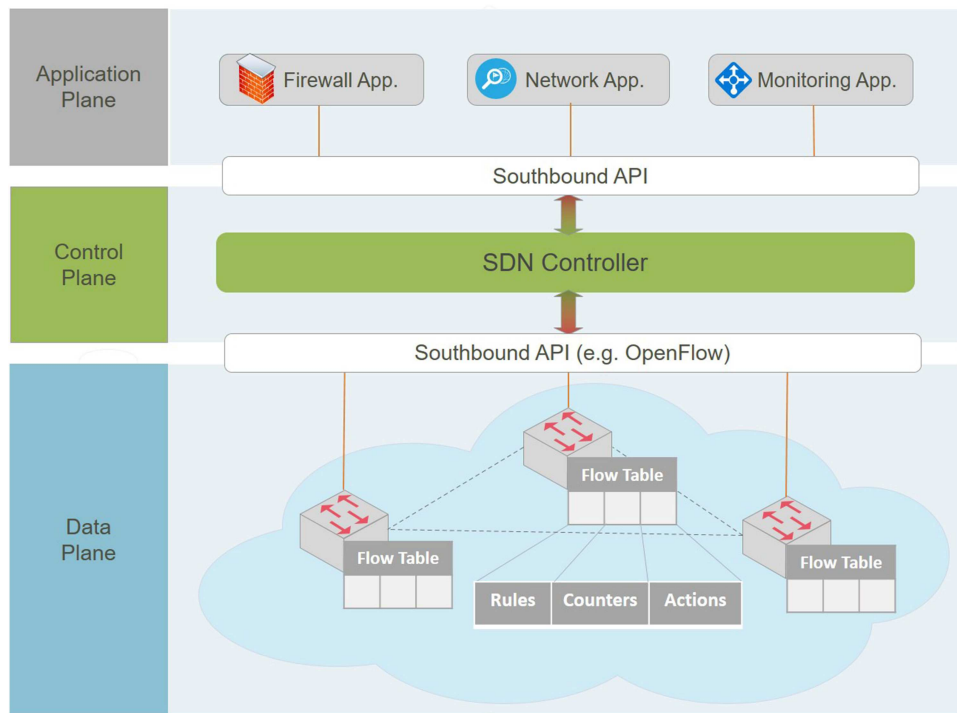 Application
Plane
Firewall App.
Network App.
Monitoring App.
Southbound API
Control
Plane
SDN Controller
Southbound API (e.g. OpenFlow)
Data
Plane
Flow Table
Flow Table
Flow Table
Rules
Counters
Actions